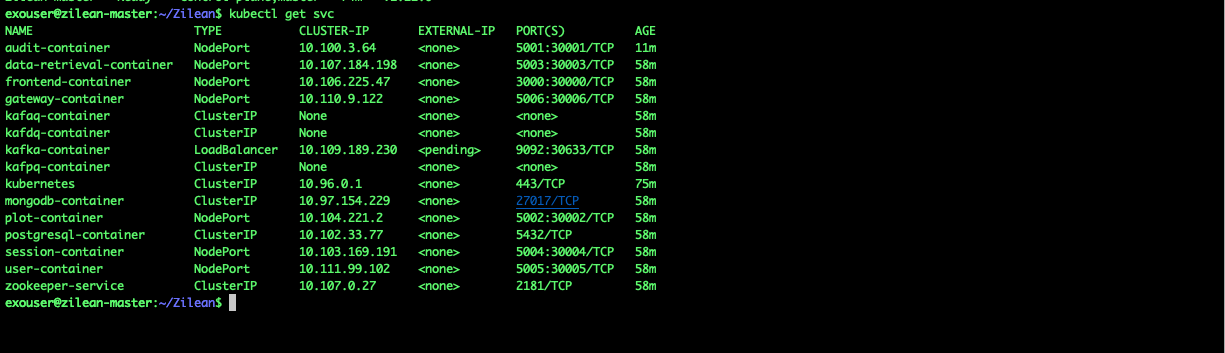 exouser@zilean-master:~/Zilean$ kubectl get svc
NAME TYPE CLUSTER-IP EXTERNAL-IP PORT(S) AGE
audit-container NodePort 10.100.3.64 <none> 5001:30001/TCP 11m
data-retrieval-container NodePort 10.107.184.198 <none> 5003:30003/TCP 58m
frontend-container NodePort 10.106.225.47 <none> 3000:30000/TCP 58m
gateway-container NodePort 10.110.9.122 <none> 5006:30006/TCP 58m
kafaq-container ClusterIP None <none> <none> 58m
kafdq-container ClusterIP None <none> <none> 58m
kafka-container LoadBalancer 10.109.189.230 <pending> 9092:30633/TCP 58m
kafpq-container ClusterIP None <none> <none> 58m
kubernetes ClusterIP 10.96.0.1 <none> 443/TCP 75m
mongodb-container ClusterIP 10.97.154.229 <none> 27017/TCP 58m
plot-container NodePort 10.104.221.2 <none> 5002:30002/TCP 58m
postgresql-container ClusterIP 10.102.33.77 <none> 5432/TCP 58m
session-container NodePort 10.103.169.191 <none> 5004:30004/TCP 58m
user-container NodePort 10.111.99.102 <none> 5005:30005/TCP 58m
zookeeper-service ClusterIP 10.107.0.27 <none> 2181/TCP 58m
exouser@zilean-master:~/Zilean$